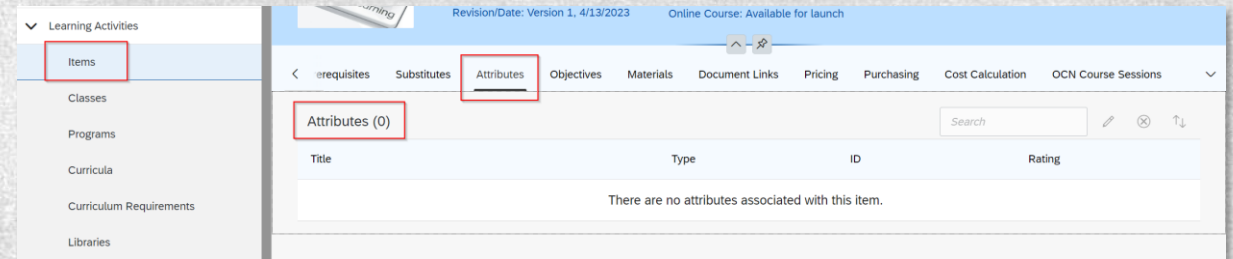 Learning Activities
Items
Classes
Programs
Curricula
Curriculum Requirements
Libraries
Revision/Date: Version 1, 4/13/2023 Online Course: Available for launch
Substitutes Attributes Objectives Materials Document Links Pricing Purchasing Cost Calculation OCN Course Sessions
Attributes (0)
Search
Title Type ID Rating
There are no attributes associated with this item.